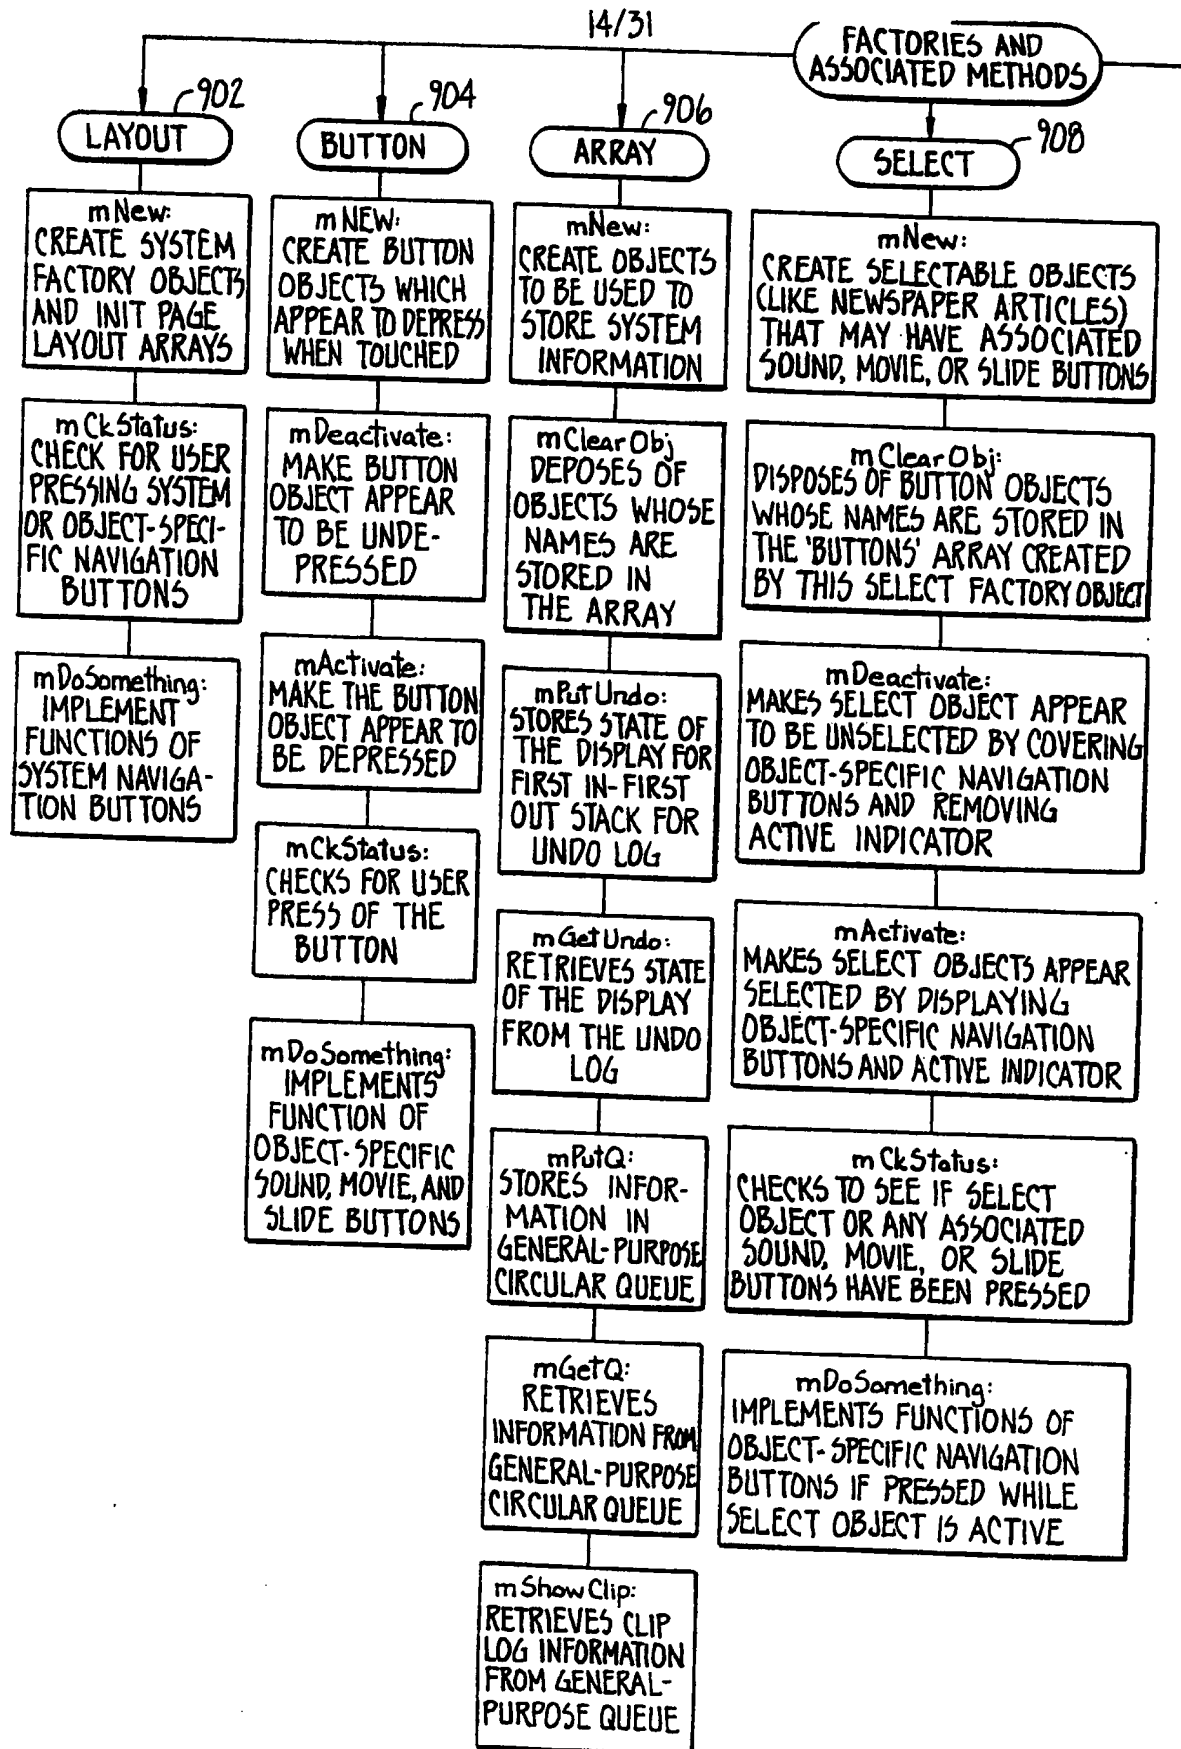 14/31
FACTORIES AND
ASSOCIATED METHODS
902
LAYOUT
mNew:
CREATE SYSTEM
FACTORY OBJECTS
AND INIT PAGE
LAYOUT ARRAYS
mCkStatus:
CHECK FOR USER
PRESSING SYSTEM
OR OBJECT-SPECI-
FIC NAVIGATION
BUTTONS
mDoSomething:
IMPLEMENT
FUNCTIONS OF
SYSTEM NAVIGA-
TION BUTTONS
904
BUTTON
mNEW:
CREATE BUTTON
OBJECTS WHICH
APPEAR TO DEPRESS
WHEN TOUCHED
mDeactivate:
MAKE BUTTON
OBJECT APPEAR
TO BE UNDE-
PRESSED
mActivate:
MAKE THE BUTTON
OBJECT APPEAR TO
BE DEPRESSED
mCkStatus:
CHECKS FOR USER
PRESS OF THE
BUTTON
mDoSomething:
IMPLEMENTS
FUNCTION OF
OBJECT-SPECIFIC
SOUND, MOVIE, AND
SLIDE BUTTONS
906
ARRAY
mNew:
CREATE OBJECTS
TO BE USED TO
STORE SYSTEM
INFORMATION
mClearObj
DEPOSES OF
OBJECTS WHOSE
NAMES ARE
STORED IN
THE ARRAY
mPutUndo:
STORES STATE OF
THE DISPLAY FOR
FIRST IN-FIRST
OUT STACK FOR
UNDO LOG
mGetUndo:
RETRIEVES STATE
OF THE DISPLAY
FROM THE UNDO
LOG
mPutQ:
STORES INFOR-
MATION IN
GENERAL-PURPOSE
CIRCULAR QUEUE
mGetQ:
RETRIEVES
INFORMATION FROM
GENERAL-PURPOSE
CIRCULAR QUEUE
mShowClip:
RETRIEVES CLIP
LOG INFORMATION
FROM GENERAL-
PURPOSE QUEUE
908
SELECT
mNew:
CREATE SELECTABLE OBJECTS
(LIKE NEWSPAPER ARTICLES)
THAT MAY HAVE ASSOCIATED
SOUND, MOVIE, OR SLIDE BUTTONS
mClearObj:
DISPOSES OF BUTTON OBJECTS
WHOSE NAMES ARE STORED IN
THE 'BUTTONS' ARRAY CREATED
BY THIS SELECT FACTORY OBJECT
mDeactivate:
MAKES SELECT OBJECT APPEAR
TO BE UNSELECTED BY COVERING
OBJECT-SPECIFIC NAVIGATION
BUTTONS AND REMOVING
ACTIVE INDICATOR
mActivate:
MAKES SELECT OBJECTS APPEAR
SELECTED BY DISPLAYING
OBJECT-SPECIFIC NAVIGATION
BUTTONS AND ACTIVE INDICATOR
mCkStatus:
CHECKS TO SEE IF SELECT
OBJECT OR ANY ASSOCIATED
SOUND, MOVIE, OR SLIDE
BUTTONS HAVE BEEN PRESSED
mDoSomething:
IMPLEMENTS FUNCTIONS OF
OBJECT-SPECIFIC NAVIGATION
BUTTONS IF PRESSED WHILE
SELECT OBJECT IS ACTIVE